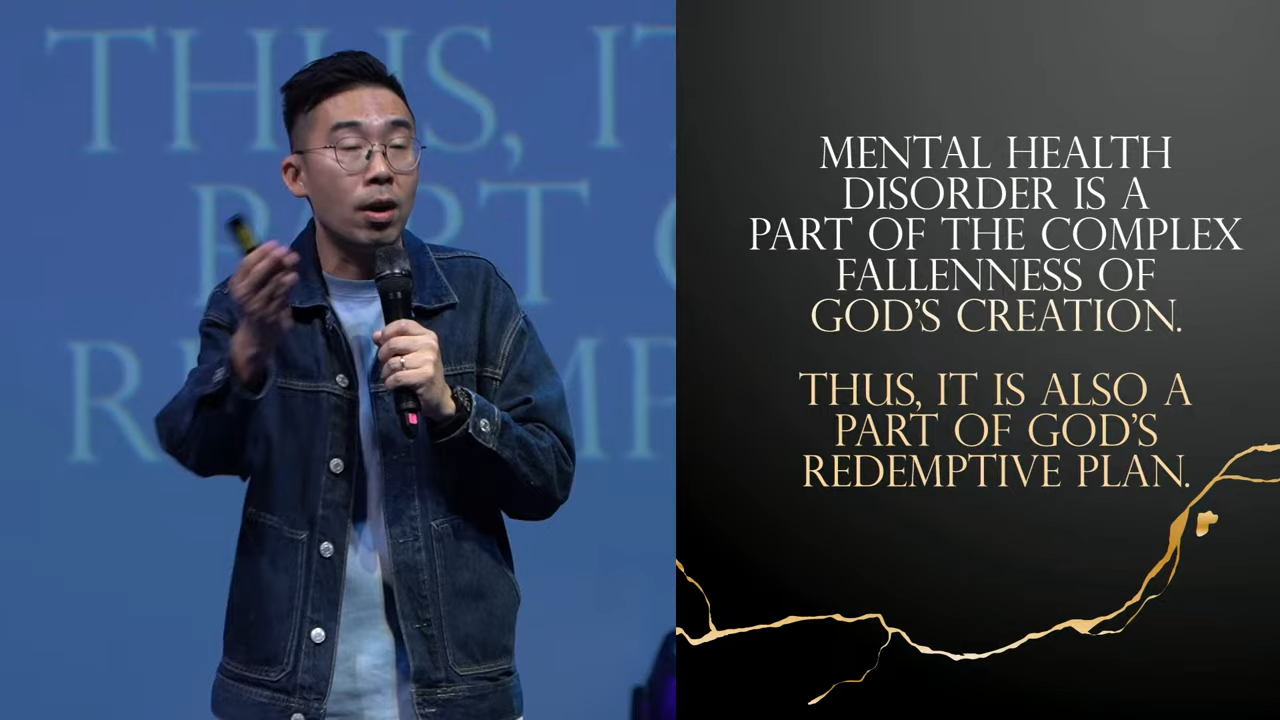 THUS, IT
PART O
REMP
MENTAL HEALTH
DISORDER IS A
PART OF THE COMPLEX
FALLENNESS OF
GOD'S CREATION.
THUS, IT IS ALSO A
PART OF GOD'S
REDEMPTIVE PLAN.